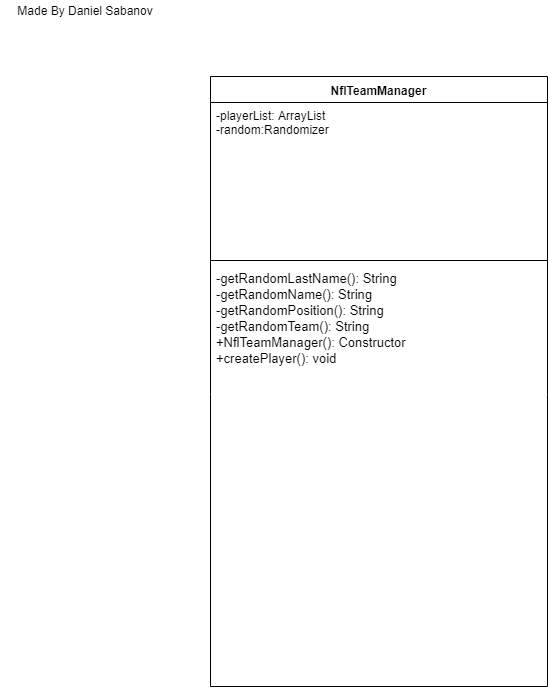 Made By Daniel Sabanov
NflTeamManager
-playerList: ArrayList
-random:Randomizer
-getRandomLastName(): String
-getRandomName(): String
-getRandomPosition(): String
-getRandomTeam(): String
+NflTeamManager(): Constructor
+createPlayer(): void